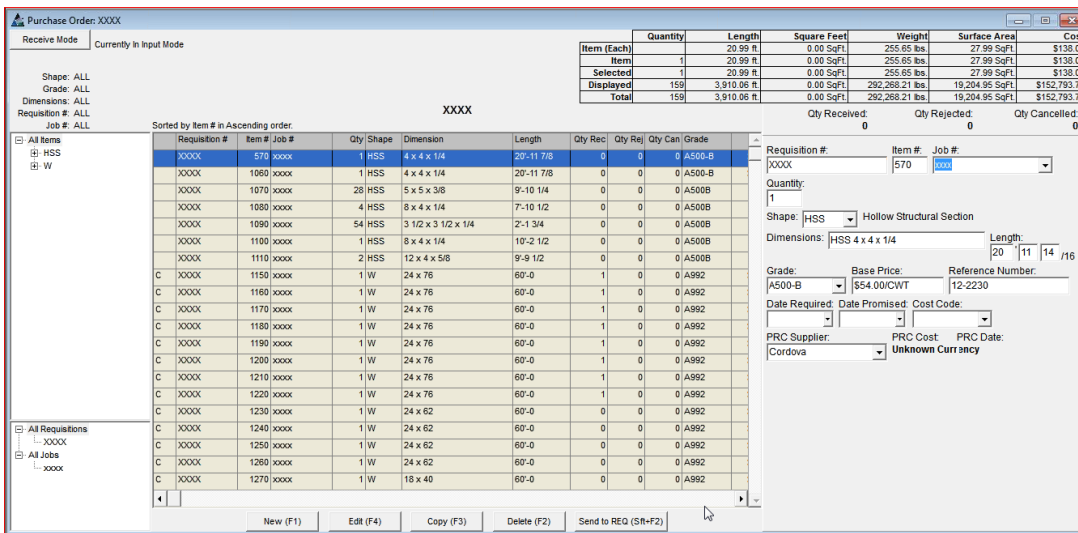 Purchase Order: XXXX
Receive Mode Currently In Input Mode
Quantity Length Square Feet Weight Surface Area Cos
Item (Each) 20.99 ft. 0.00 SqFt. 255.65 lbs. 27.99 SqFt. $138.0
Item 1 20.99 ft. 0.00 SqFt. 255.65 lbs. 27.99 SqFt. $138.0
Selected 1 20.99 ft. 0.00 SqFt. 255.65 lbs. 27.99 SqFt. $138.0
Displayed 159 3,910.06 ft. 0.00 SqFt. 292,268.21 lbs. 19,204.95 SqFt. $152,793.7
Total 159 3,910.06 ft. 0.00 SqFt. 292,268.21 lbs. 19,204.95 SqFt. $152,793.7
Shape: ALL
Grade: ALL
Dimensions: ALL
Requisition #: ALL
Job #: ALL
XXXX
Sorted by Item # in Ascending order.
All Items
HSS
W
All Requisitions
XXXX
All Jobs
xxxx
Requisition # Item # Job # Qty Shape Dimension Length Qty Rec Qty Rej Qty Can Grade
XXXX 570 xxxx 1 HSS 4 x 4 x 1/4 20'-11 7/8 0 0 0 A500-B
XXXX 1060 xxxx 1 HSS 4 x 4 x 1/4 20'-11 7/8 0 0 0 A500-B
XXXX 1070 xxxx 28 HSS 5 x 5 x 3/8 9'-10 1/4 0 0 0 A500B
XXXX 1080 xxxx 4 HSS 8 x 4 x 1/4 7'-10 1/2 0 0 0 A500B
XXXX 1090 xxxx 54 HSS 3 1/2 x 3 1/2 x 1/4 2'-1 3/4 0 0 0 A500B
XXXX 1100 xxxx 1 HSS 8 x 4 x 1/4 10'-2 1/2 0 0 0 A500B
XXXX 1110 xxxx 2 HSS 12 x 4 x 5/8 9'-9 1/2 0 0 0 A500B
C XXXX 1150 xxxx 1 W 24 x 76 60'-0 1 0 0 A992
C XXXX 1160 xxxx 1 W 24 x 76 60'-0 1 0 0 A992
C XXXX 1170 xxxx 1 W 24 x 76 60'-0 1 0 0 A992
C XXXX 1180 xxxx 1 W 24 x 76 60'-0 1 0 0 A992
C XXXX 1190 xxxx 1 W 24 x 76 60'-0 1 0 0 A992
C XXXX 1200 xxxx 1 W 24 x 76 60'-0 1 0 0 A992
C XXXX 1210 xxxx 1 W 24 x 76 60'-0 1 0 0 A992
C XXXX 1220 xxxx 1 W 24 x 76 60'-0 1 0 0 A992
C XXXX 1230 xxxx 1 W 24 x 62 60'-0 0 0 0 A992
C XXXX 1240 xxxx 1 W 24 x 62 60'-0 0 0 0 A992
C XXXX 1250 xxxx 1 W 24 x 62 60'-0 0 0 0 A992
C XXXX 1260 xxxx 1 W 24 x 62 60'-0 0 0 0 A992
C XXXX 1270 xxxx 1 W 18 x 40 60'-0 0 0 0 A992
New (F1) Edit (F4) Copy (F3) Delete (F2) Send to REQ (Sft+F2)
Qty Received: Qty Rejected: Qty Cancelled:
0 0 0
Requisition #: Item #: Job #:
XXXX 570 xxxx
Quantity:
1
Shape: HSS Hollow Structural Section
Dimensions: HSS 4 x 4 x 1/4
Length:
20 ' 11 14 /16
Grade: Base Price: Reference Number:
A500-B $54.00/CWT 12-2230
Date Required: Date Promised: Cost Code:
PRC Supplier: PRC Cost: PRC Date:
Cordova Unknown Currency